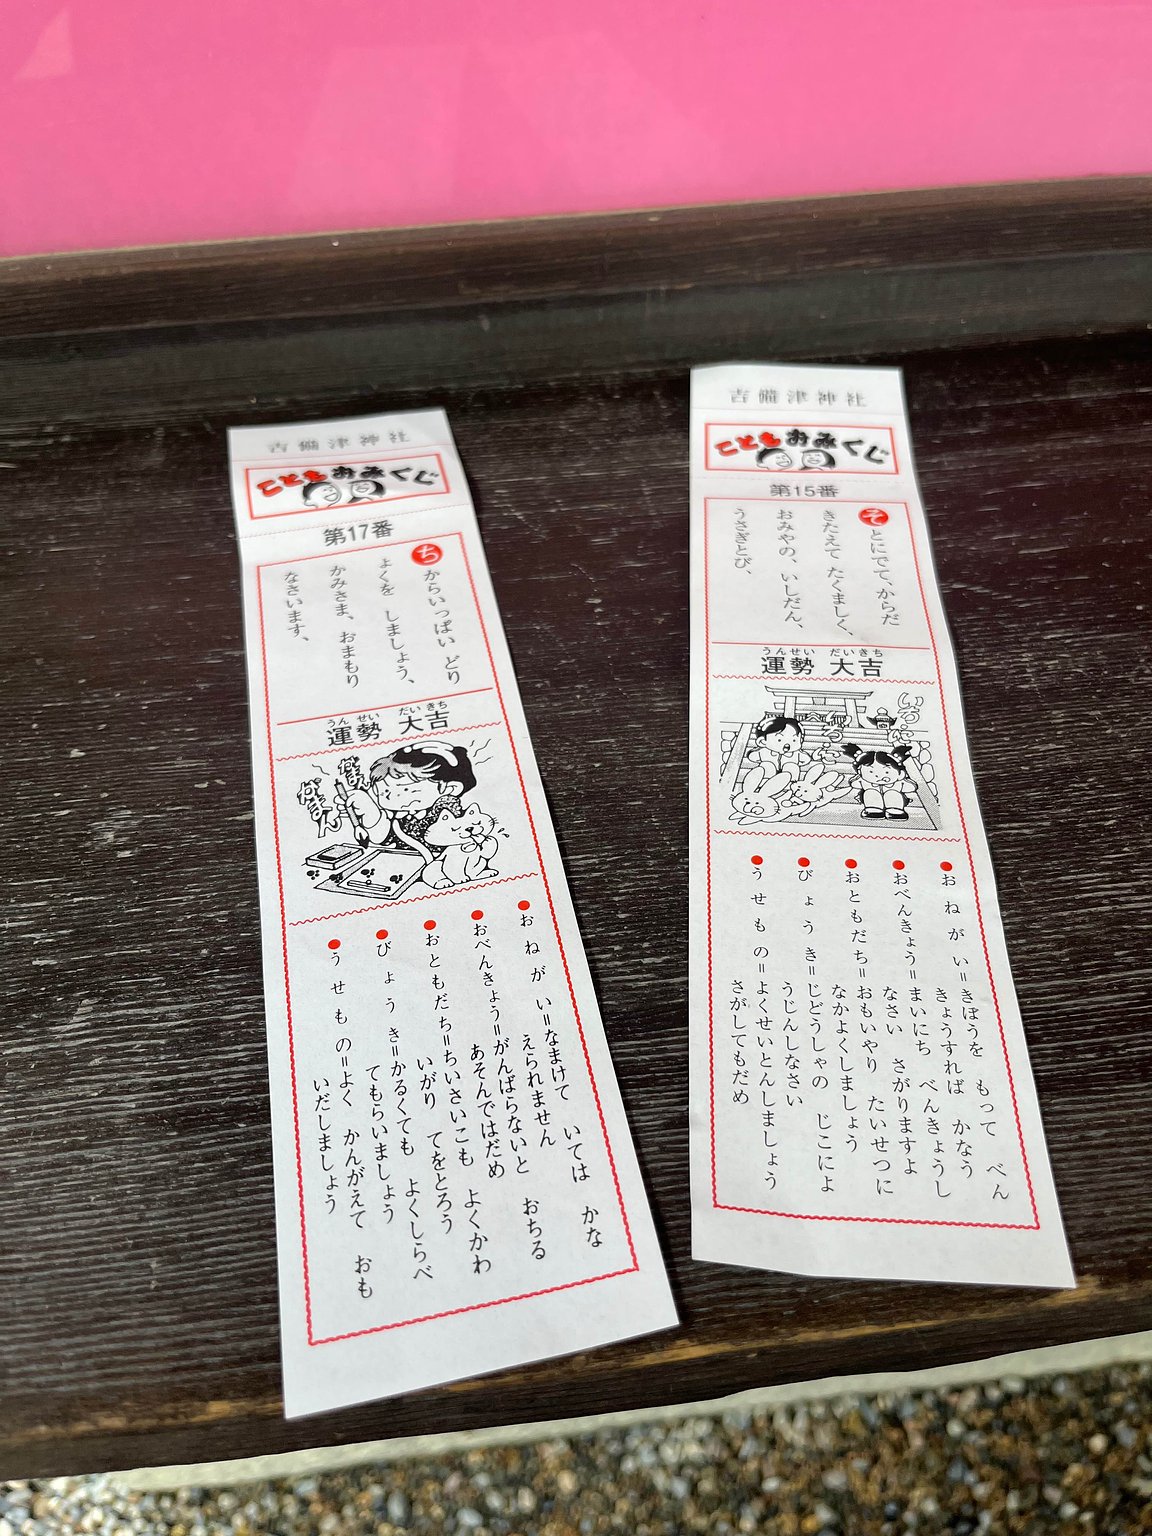 吉備津神社
こどもおみくじ
第17番
ちからいっぱい どり
よくを しましょう、
かみさま、おまもり
なさいます、
うんせい だいきち
運勢 大吉
がまん
おねがい=なまけて いては かな
えられません
おべんきょう=がんばらないと おちる
あそんではだめ
おともだち=ちいさいこも よくかわ
いがり てをとろう
びょうき=かるくても よくしらべ
てもらいましょう
うせもの=よく かんがえて おも
いだしましょう
吉備津神社
こどもおみくじ
第15番
そとにでて、からだ
きたえて たくましく、
おみやの、いしだん、
うさぎとび、
うんせい だいきち
運勢 大吉
おねがい=きぼうを もって べん
きょうすれば かなう
おべんきょう=まいにち べんきょうし
なさい さがりますよ
おともだち=おもいやり たいせつに
なかよくしましょう
びょうき=じどうしゃの じこによ
うじんしなさい
うせもの=よくせいとんしましょう
さがしてもだめ